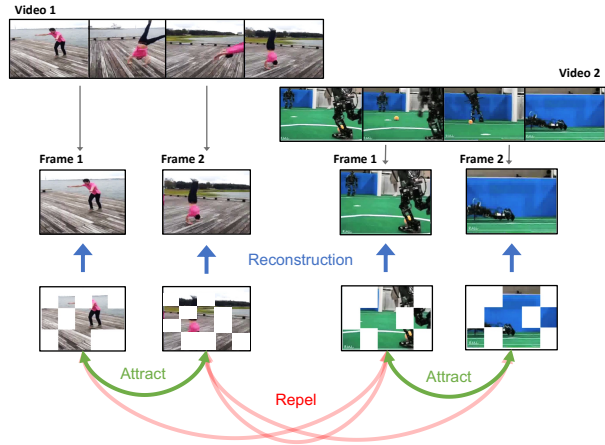 Video 1
Video 2
Frame 1
Frame 2
Frame 1
Frame 2
Reconstruction
Attract
Repel
Attract